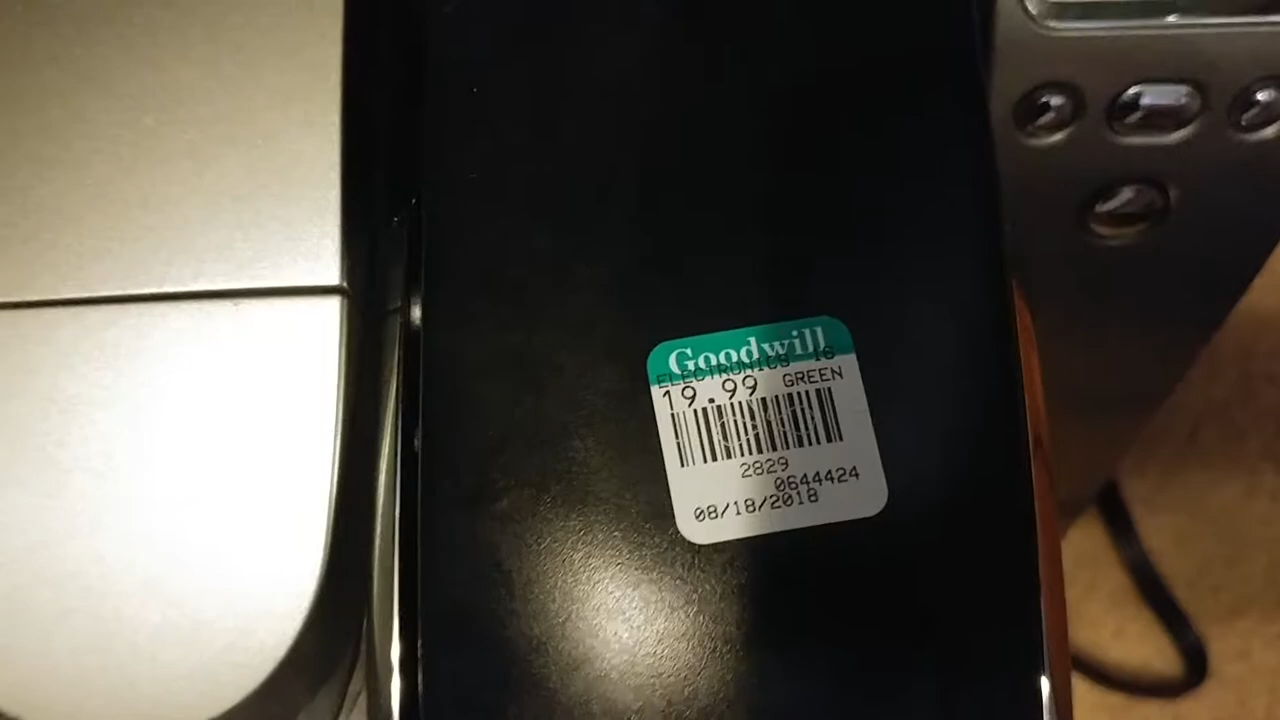 Goodwill
ELECTRONICS 16
19.99 GREEN
2829
0644424
08/18/2018